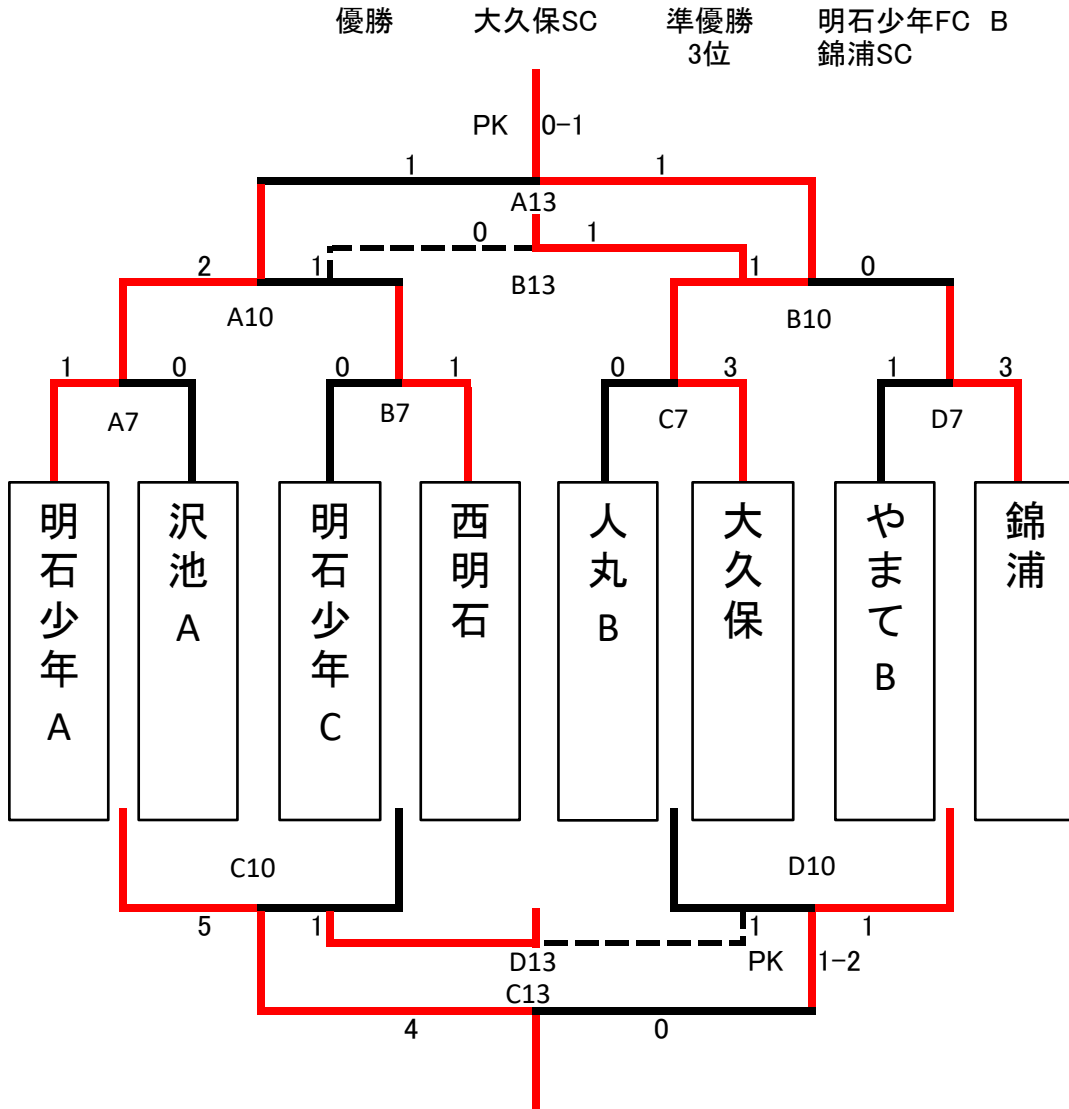 優勝 大久保SC 準優勝 明石少年FC B
3位 錦浦SC
PK 0-1
1 1
A13
0 1
B13
2 1 1 0
A10 B10
1 0 0 1 0 3 1 3
A7 B7 C7 D7
明石少年A
沢池A
明石少年C
西明石
人丸B
大久保
やまてB
錦浦
C10 D10
5 1 1 1
D13 PK 1-2
C13
4 0